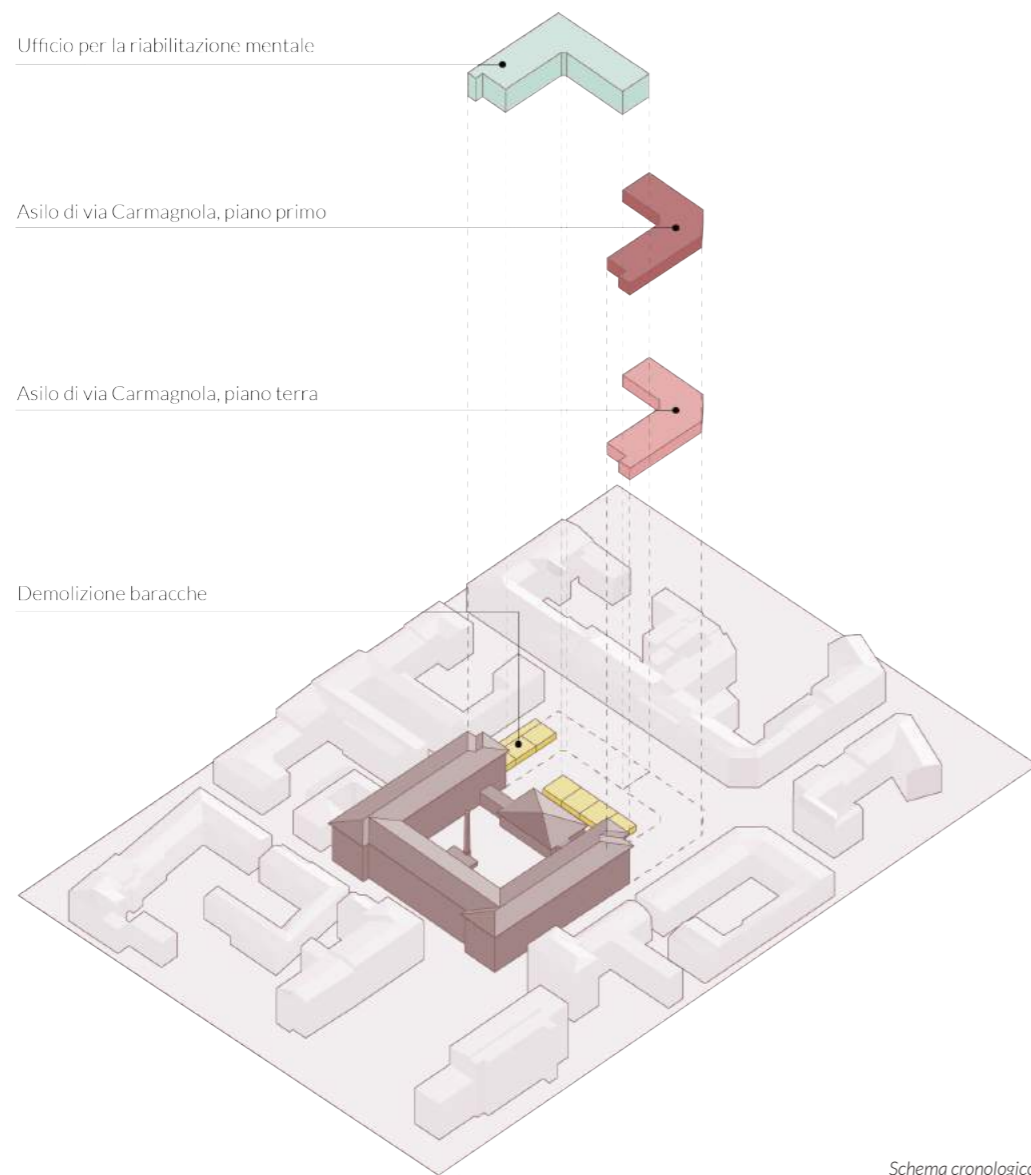 Ufficio per la riabilitazione mentale
Asilo di via Carmagnola, piano primo
Asilo di via Carmagnola, piano terra
Demolizione baracche
Schema cronologico